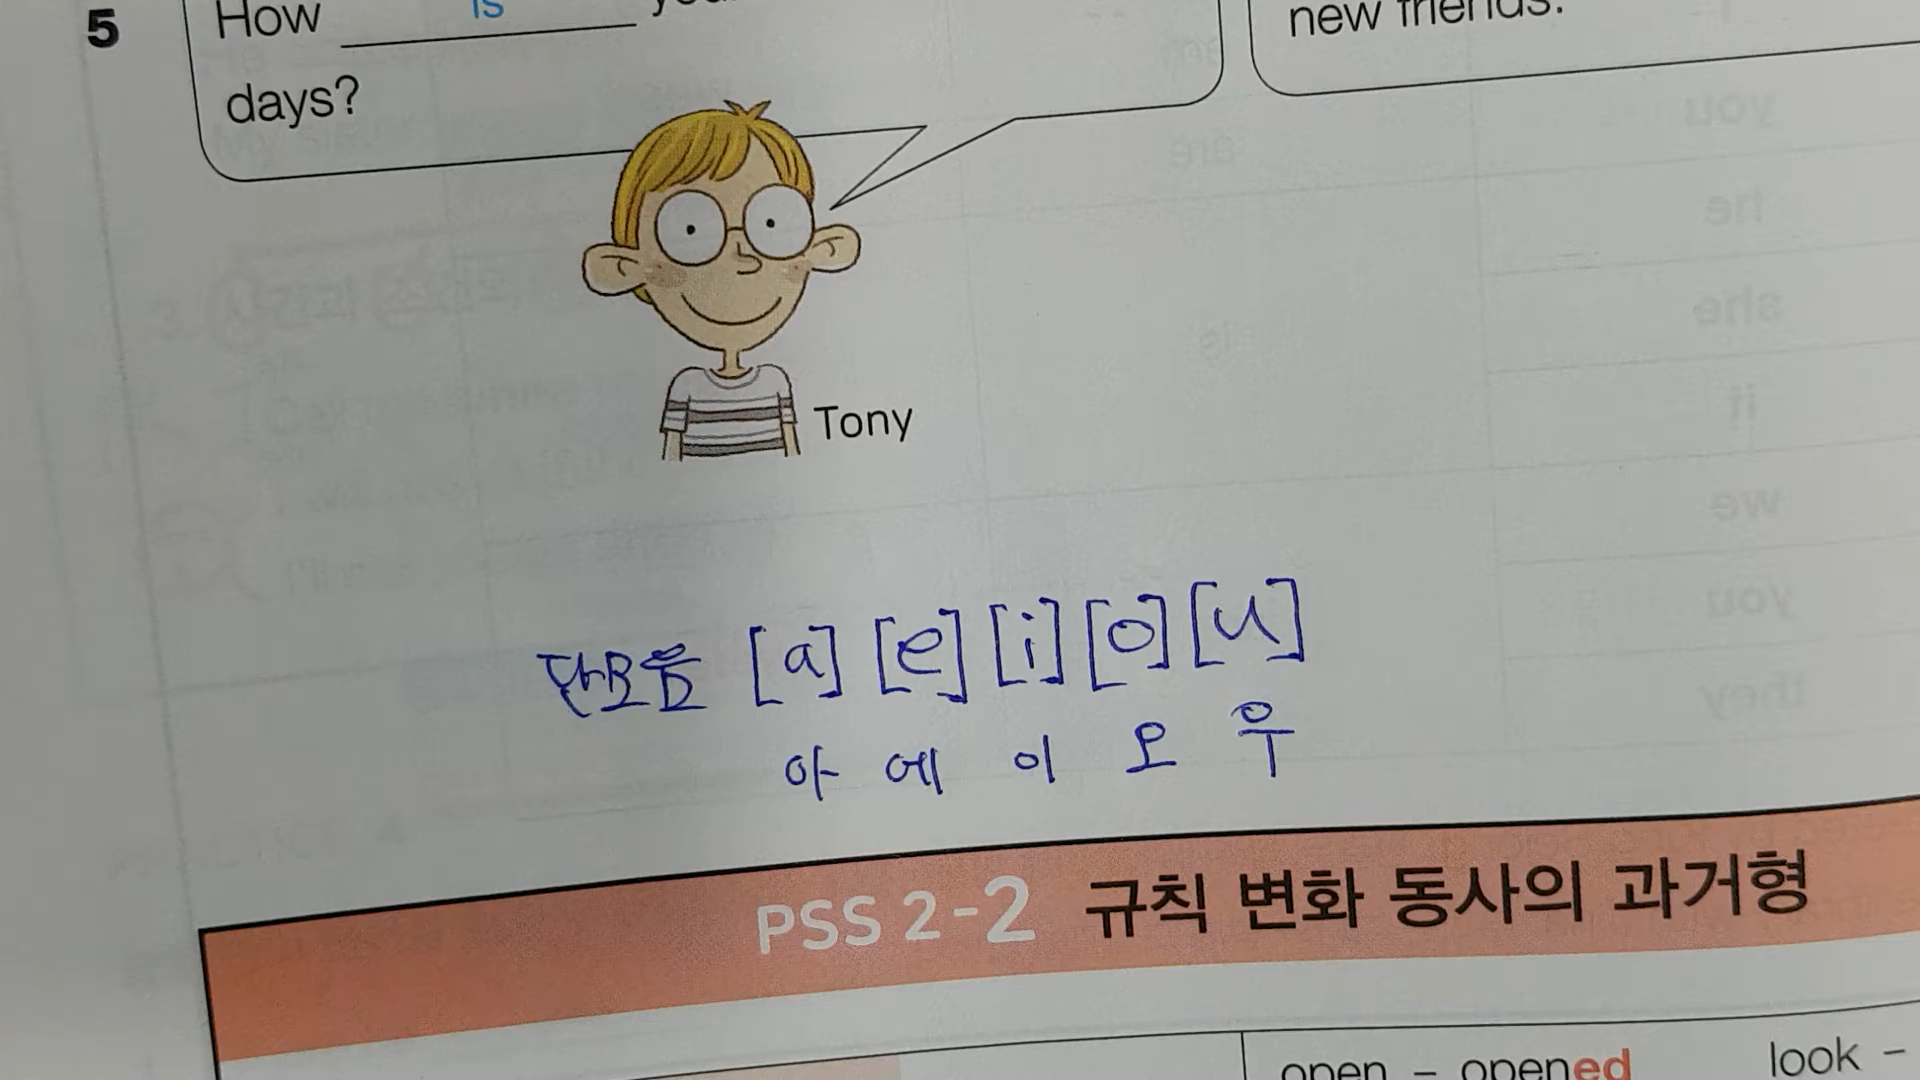 5
How is
new friends.
days?
Tony
단모음 [a] [e] [i] [o] [u]
아 에 이 오 우
PSS 2-2 규칙 변화 동사의 과거형
open – opened look –